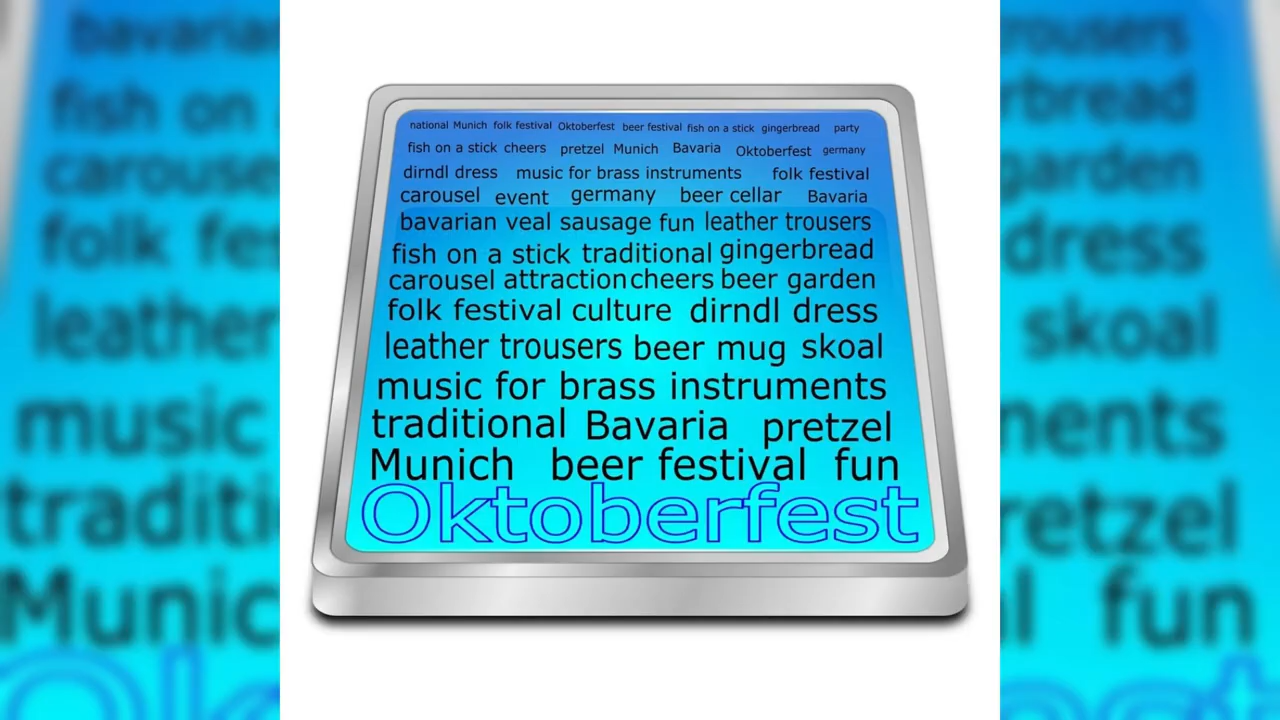 national Munich folk festival Oktoberfest beer festival fish on a stick gingerbread party
fish on a stick cheers pretzel Munich Bavaria Oktoberfest germany
dirndl dress music for brass instruments folk festival
carousel event germany beer cellar Bavaria
bavarian veal sausage fun leather trousers
fish on a stick traditional gingerbread
carousel attraction cheers beer garden
folk festival culture dirndl dress
leather trousers beer mug skoal
music for brass instruments
traditional Bavaria pretzel
Munich beer festival fun
Oktoberfest